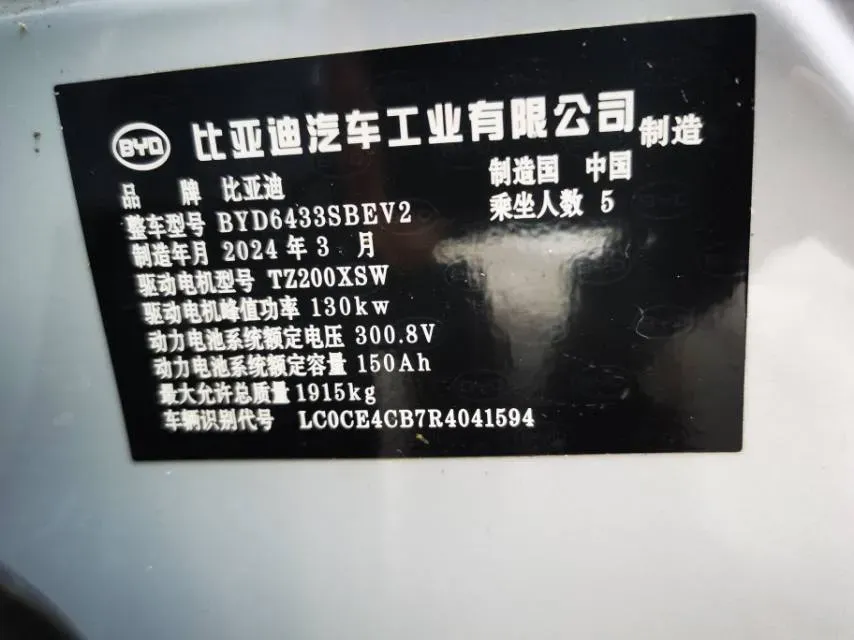 BYD 比亚迪汽车工业有限公司 制造
品 牌 比亚迪 制造国 中国
整车型号 BYD6433SBEV2 乘坐人数 5
制造年月 2024 年 3 月
驱动电机型号 TZ200XSW
驱动电机峰值功率 130kw
动力电池系统额定电压 300.8V
动力电池系统额定容量 150Ah
最大允许总质量 1915kg
车辆识别代号 LC0CE4CB7R4041594